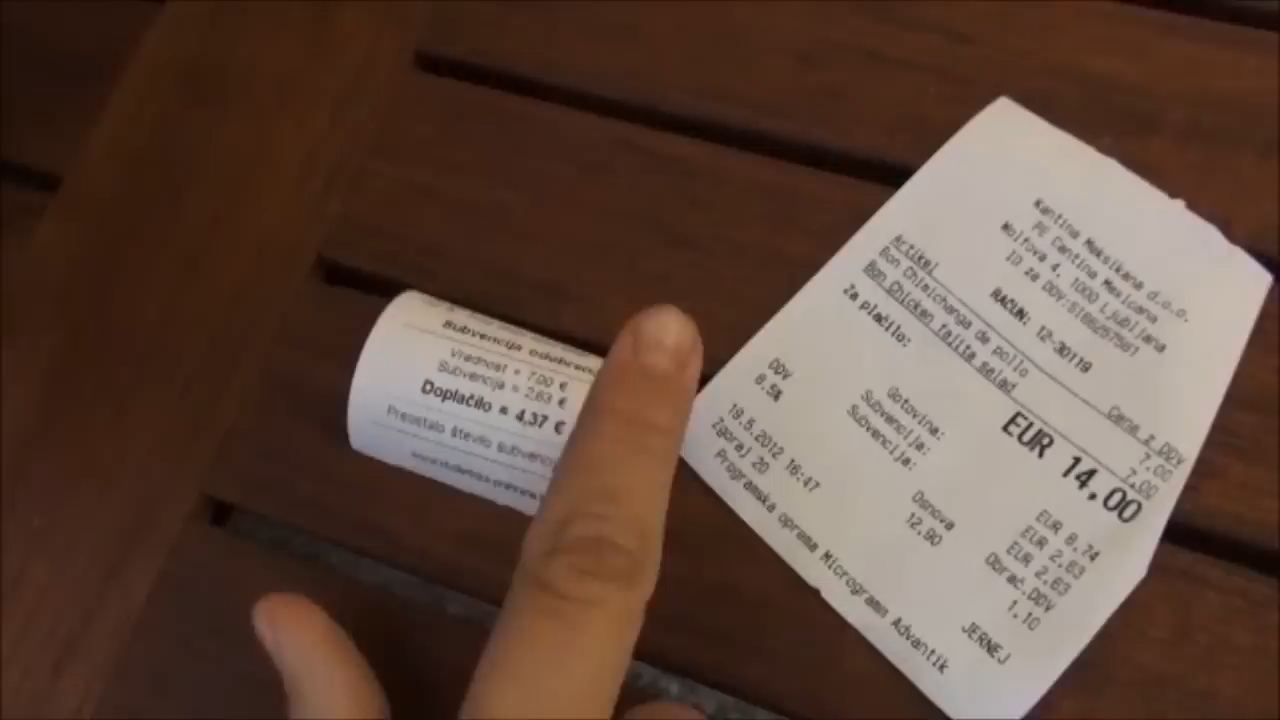 Subvencija
Vrednost = 7,00 €
Subvencija = 2,63 €
Doplačilo = 4,37 €
Preostalo število
Kantina Meksikana d.o.o.
PE Cantina Mexicana
Wolfova 4, 1000 Ljubljana
ID za DDV:
RAČUN: 12-30119
Artikel Cena z DDV
Bon Chimichanga de pollo 7,00
Bon Chicken fajita salad 7,00
Za plačilo: EUR 14,00
Gotovina: EUR 8.74
Subvencija: EUR 2.63
Subvencija: EUR 2.63
DDV Osnova Obrač.DDV
8.5% 12,90 1,10
19.5.2012 16:47 JERNEJ
Zgoraj 20
Programska oprema Microgramm Advantik